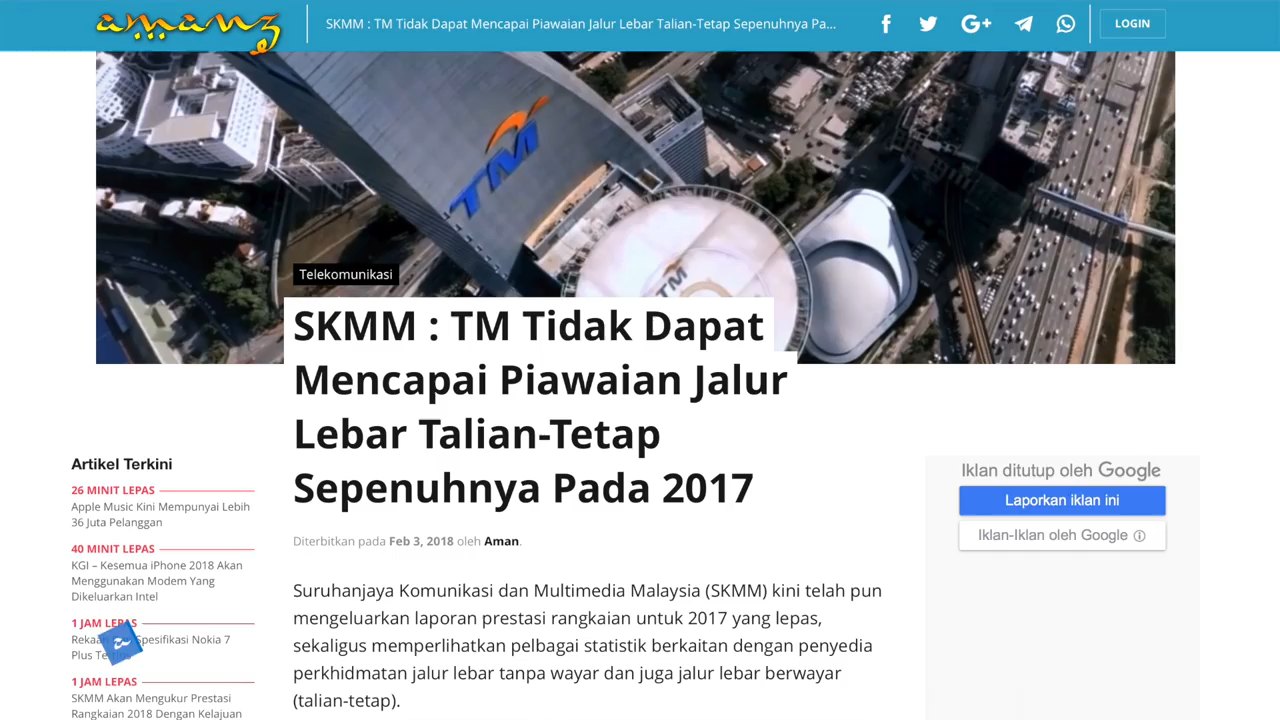 amanz
SKMM : TM Tidak Dapat Mencapai Piawaian Jalur Lebar Talian-Tetap Sepenuhnya Pa...
LOGIN
TM
TM
Telekomunikasi
SKMM : TM Tidak Dapat
Mencapai Piawaian Jalur
Lebar Talian-Tetap
Sepenuhnya Pada 2017
Diterbitkan pada Feb 3, 2018 oleh Aman.
Suruhanjaya Komunikasi dan Multimedia Malaysia (SKMM) kini telah pun
mengeluarkan laporan prestasi rangkaian untuk 2017 yang lepas,
sekaligus memperlihatkan pelbagai statistik berkaitan dengan penyedia
perkhidmatan jalur lebar tanpa wayar dan juga jalur lebar berwayar
(talian-tetap).
Artikel Terkini
26 MINIT LEPAS
Apple Music Kini Mempunyai Lebih
36 Juta Pelanggan
40 MINIT LEPAS
KGI – Kesemua iPhone 2018 Akan
Menggunakan Modem Yang
Dikeluarkan Intel
1 JAM LEPAS
Spesifikasi Nokia 7
Plus
1 JAM LEPAS
SKMM Akan Mengukur Prestasi
Rangkaian 2018 Dengan Kelajuan
Iklan ditutup oleh Google
Laporkan iklan ini
Iklan-Iklan oleh Google